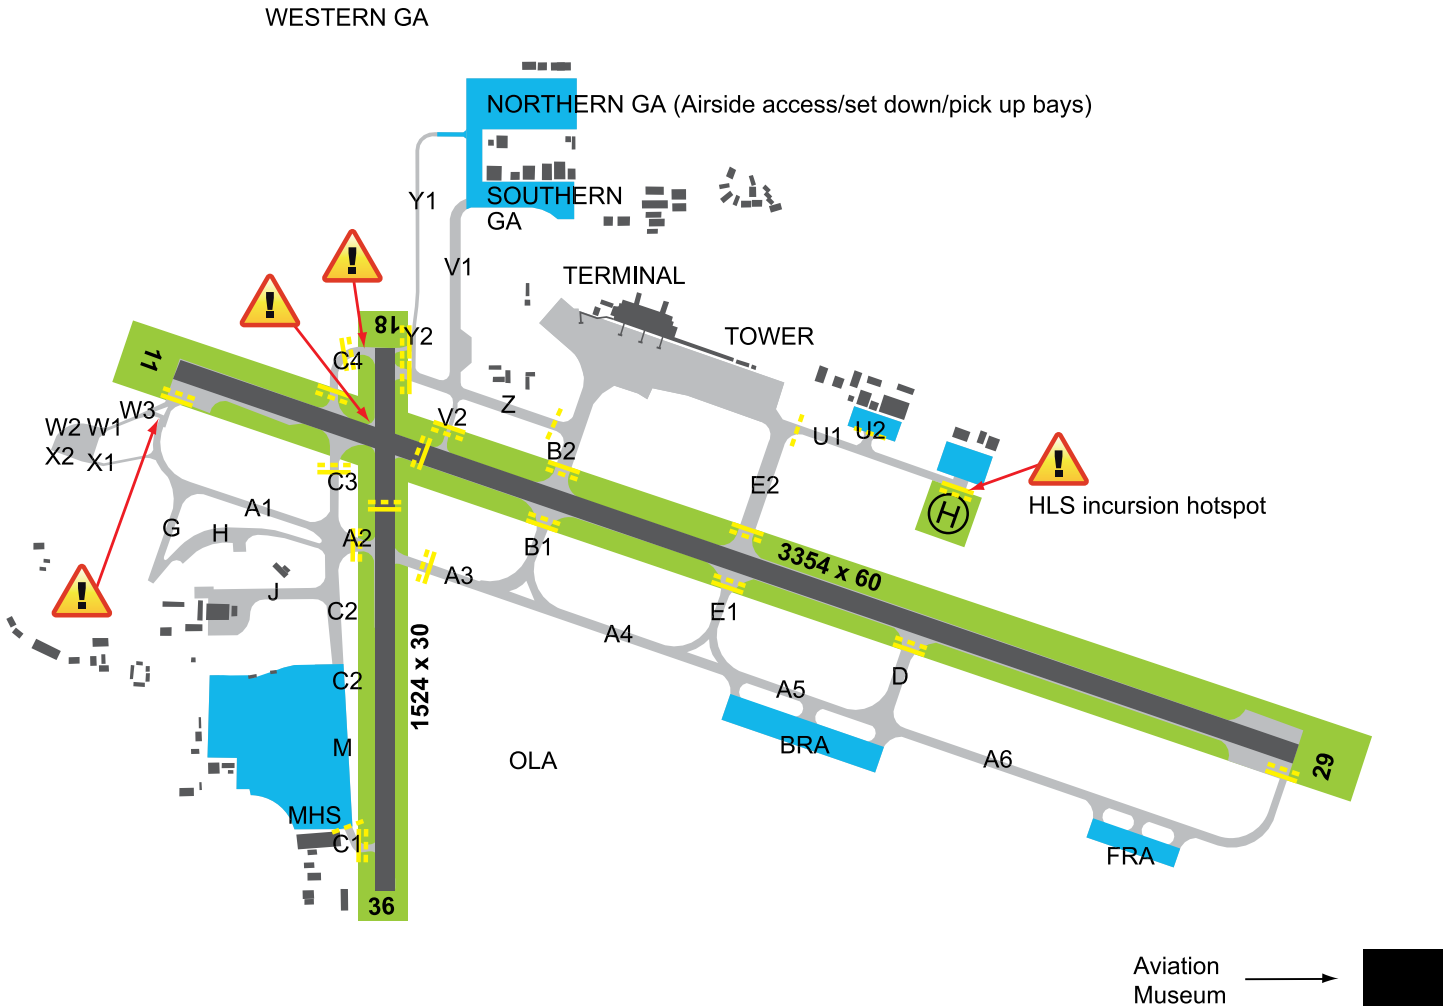 WESTERN GA
NORTHERN GA (Airside access/set down/pick up bays)
SOUTHERN
GA
Y1
V1
TERMINAL
18
Y2
TOWER
11
C4
W3
Z
V2
W2 W1
U1
U2
X2 X1
B2
C3
E2
A1
HLS incursion hotspot
H
G
H
A2
B1
3354 x 60
A3
J
C2
E1
A4
1524 x 30
C2
D
A5
M
BRA
OLA
A6
29
MHS
C1
FRA
36
Aviation
Museum